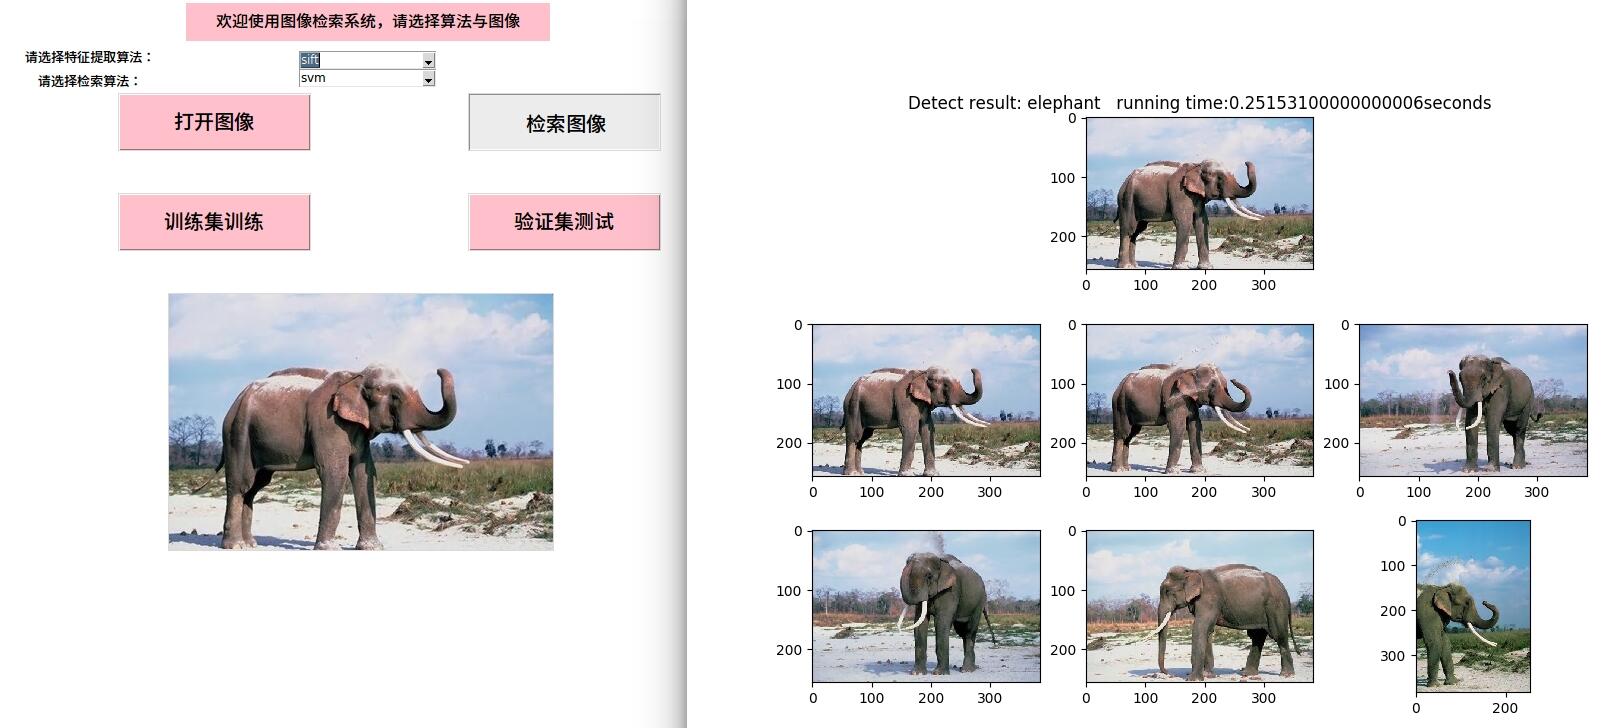 欢迎使用图像检索系统，请选择算法与图像
请选择特征提取算法：
sift
请选择检索算法：
svm
打开图像
检索图像
训练集训练
验证集测试
Detect result: elephant   running time:0.25153100000000006seconds
0
100
200
0 100 200 300
0
100
200
0 100 200 300
0
100
200
0 100 200 300
0
100
200
0 100 200 300
0
100
200
0 100 200 300
0
100
200
0 100 200 300
0
100
200
300
0 200